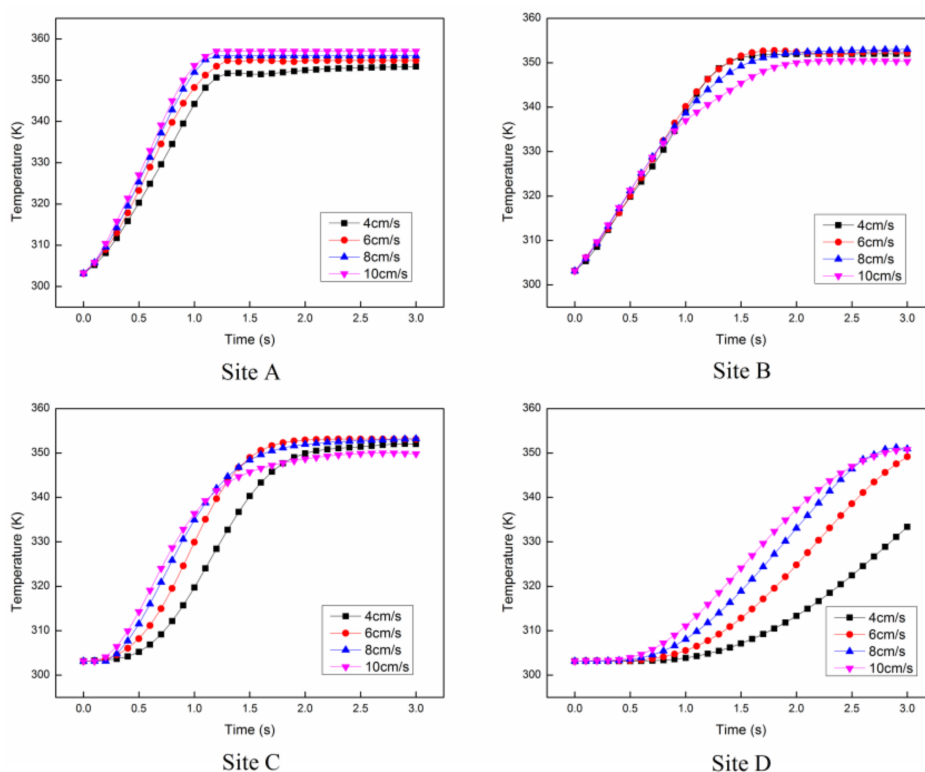 360
350
340
330
320
310
300
Temperature (K)
4cm/s
6cm/s
8cm/s
10cm/s
0.0 0.5 1.0 1.5 2.0 2.5 3.0
Time (s)
Site A
360
350
340
330
320
310
300
Temperature (K)
4cm/s
6cm/s
8cm/s
10cm/s
0.0 0.5 1.0 1.5 2.0 2.5 3.0
Time (s)
Site B
360
350
340
330
320
310
300
Temperature (K)
4cm/s
6cm/s
8cm/s
10cm/s
0.0 0.5 1.0 1.5 2.0 2.5 3.0
Time (s)
Site C
360
350
340
330
320
310
300
Temperature (K)
4cm/s
6cm/s
8cm/s
10cm/s
0.0 0.5 1.0 1.5 2.0 2.5 3.0
Time (s)
Site D